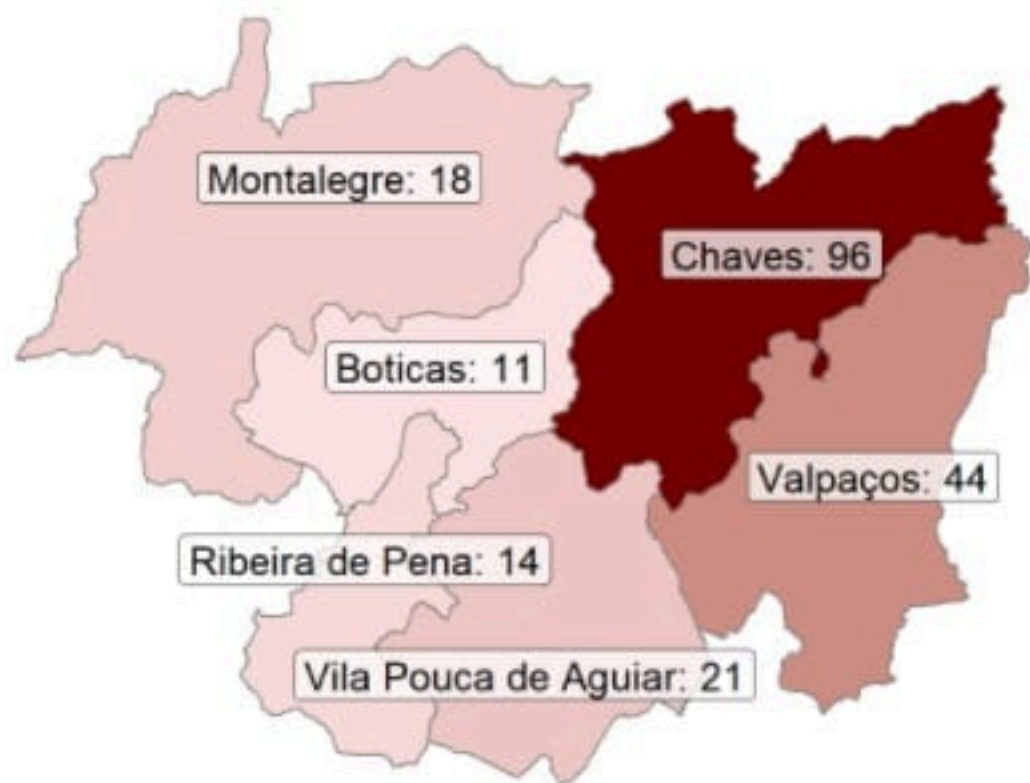 Montalegre: 18
Chaves: 96
Boticas: 11
Valpaços: 44
Ribeira de Pena: 14
Vila Pouca de Aguiar: 21